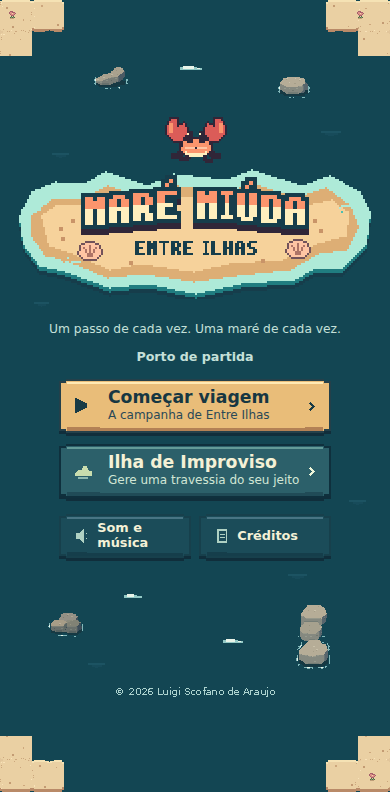 MARÉ MIÚDA
ENTRE ILHAS
Um passo de cada vez. Uma maré de cada vez.
Porto de partida
Começar viagem
A campanha de Entre Ilhas
Ilha de Improviso
Gere uma travessia do seu jeito
Som e
música
Créditos
© 2026 Luigi Scofano de Araujo